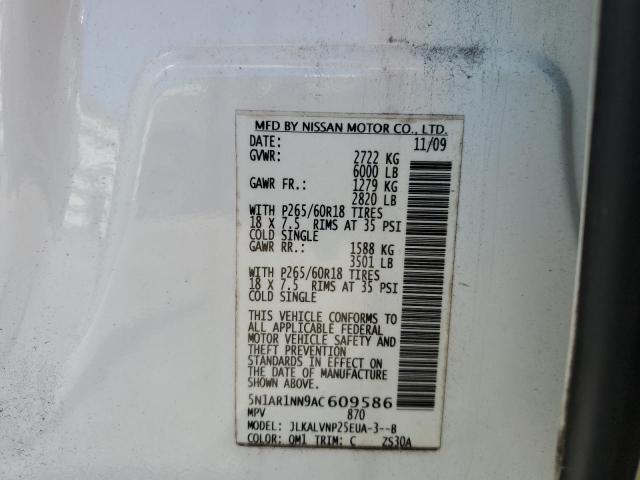 MFD BY NISSAN MOTOR CO., LTD.
DATE: 11/09
GVWR: 2722 KG
6000 LB
GAWR FR.: 1279 KG
2820 LB
WITH P265/60R18 TIRES
18 X 7.5 RIMS AT 35 PSI
COLD SINGLE
GAWR RR.: 1588 KG
3501 LB
WITH P265/60R18 TIRES
18 X 7.5 RIMS AT 35 PSI
COLD SINGLE
THIS VEHICLE CONFORMS TO
ALL APPLICABLE FEDERAL
MOTOR VEHICLE SAFETY AND
THEFT PREVENTION
STANDARDS IN EFFECT ON
THE DATE OF MANUFACTURE
SHOWN ABOVE.
5N1AR1NN9AC609586
MPV 870
MODEL: JLKALVNP25EUA-3--B
COLOR: QM1 TRIM: C ZS30A